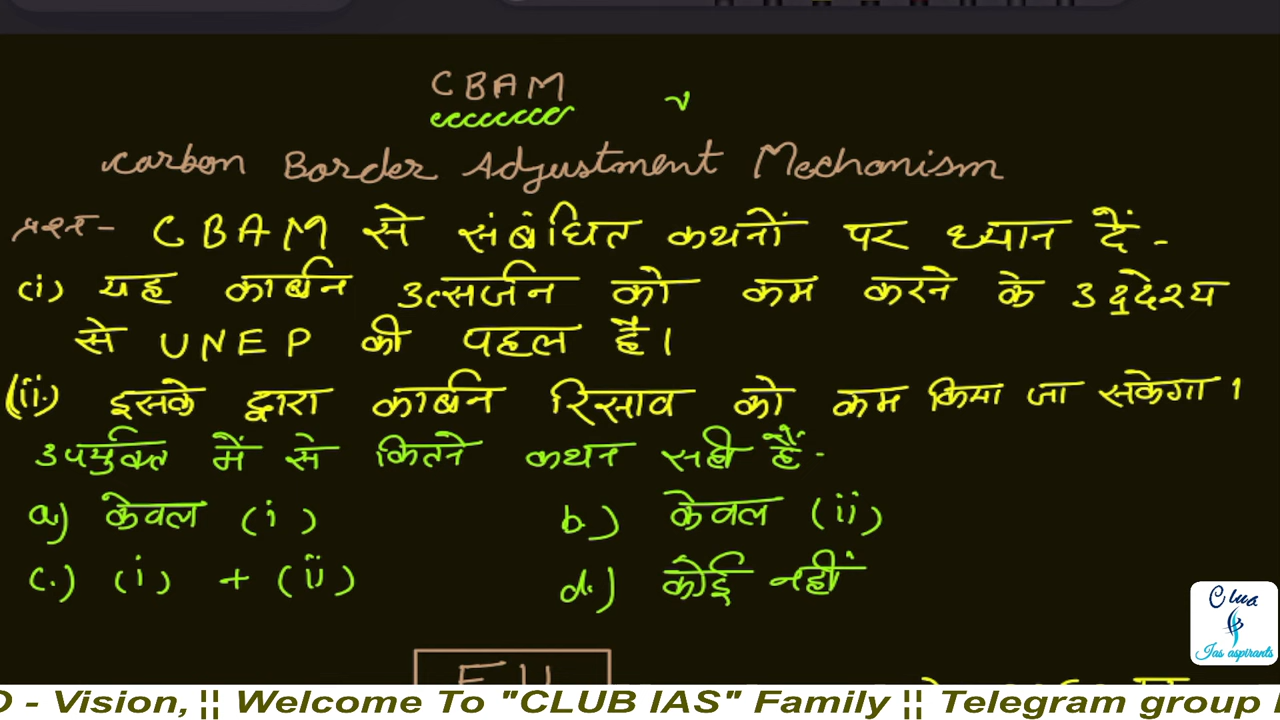 CBAM
Carbon Border Adjustment Mechanism
प्रश्न- CBAM से संबंधित कथनों पर ध्यान दें -
(i) यह कार्बन उत्सर्जन को कम करने के उद्देश्य
से UNEP की पहल है।
(ii) इसके द्वारा कार्बन रिसाव को कम किया जा सकेगा।
उपर्युक्त में से कितने कथन सही हैं-
a.) केवल (i) b.) केवल (ii)
c.) (i) + (ii) d.) कोई नहीं
EU
Club
Ias aspirants
D - Vision, ¦¦ Welcome To "CLUB IAS" Family ¦¦ Telegram group